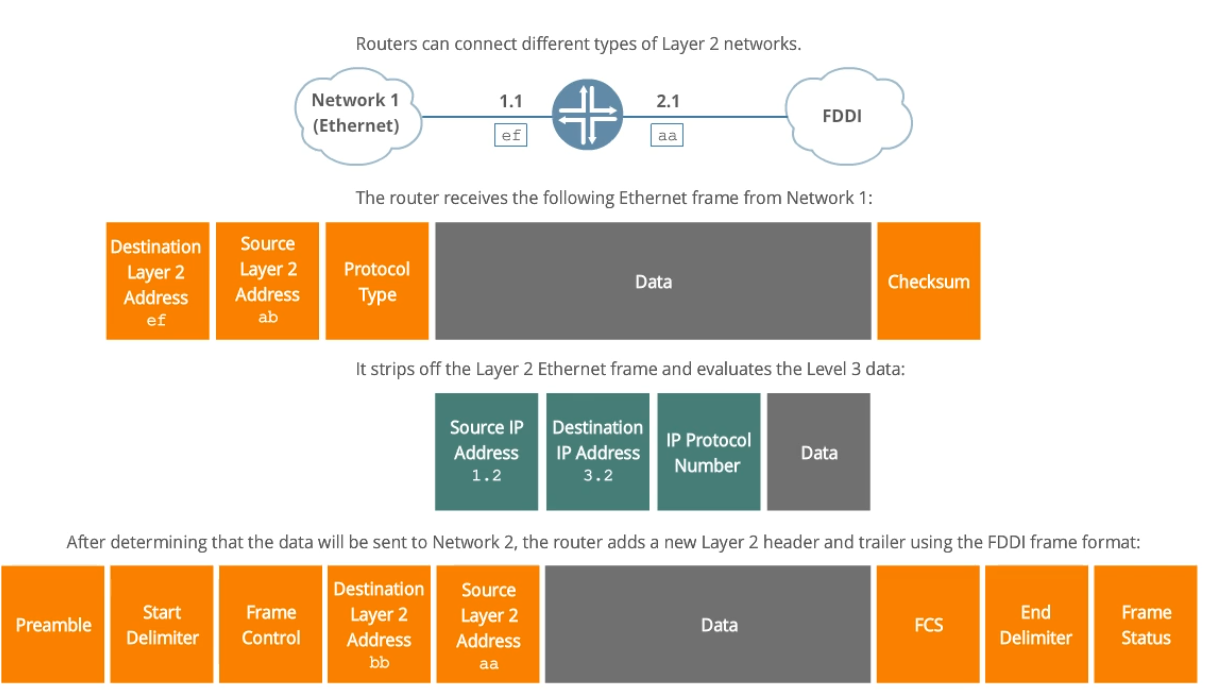 Routers can connect different types of Layer 2 networks.
Network 1
(Ethernet)
1.1
ef
2.1
aa
FDDI
The router receives the following Ethernet frame from Network 1:
Destination
Layer 2
Address
ef
Source
Layer 2
Address
ab
Protocol
Type
Data
Checksum
It strips off the Layer 2 Ethernet frame and evaluates the Level 3 data:
Source IP
Address
1.2
Destination
IP Address
3.2
IP Protocol
Number
Data
After determining that the data will be sent to Network 2, the router adds a new Layer 2 header and trailer using the FDDI frame format:
Preamble
Start
Delimiter
Frame
Control
Destination
Layer 2
Address
bb
Source
Layer 2
Address
aa
Data
FCS
End
Delimiter
Frame
Status